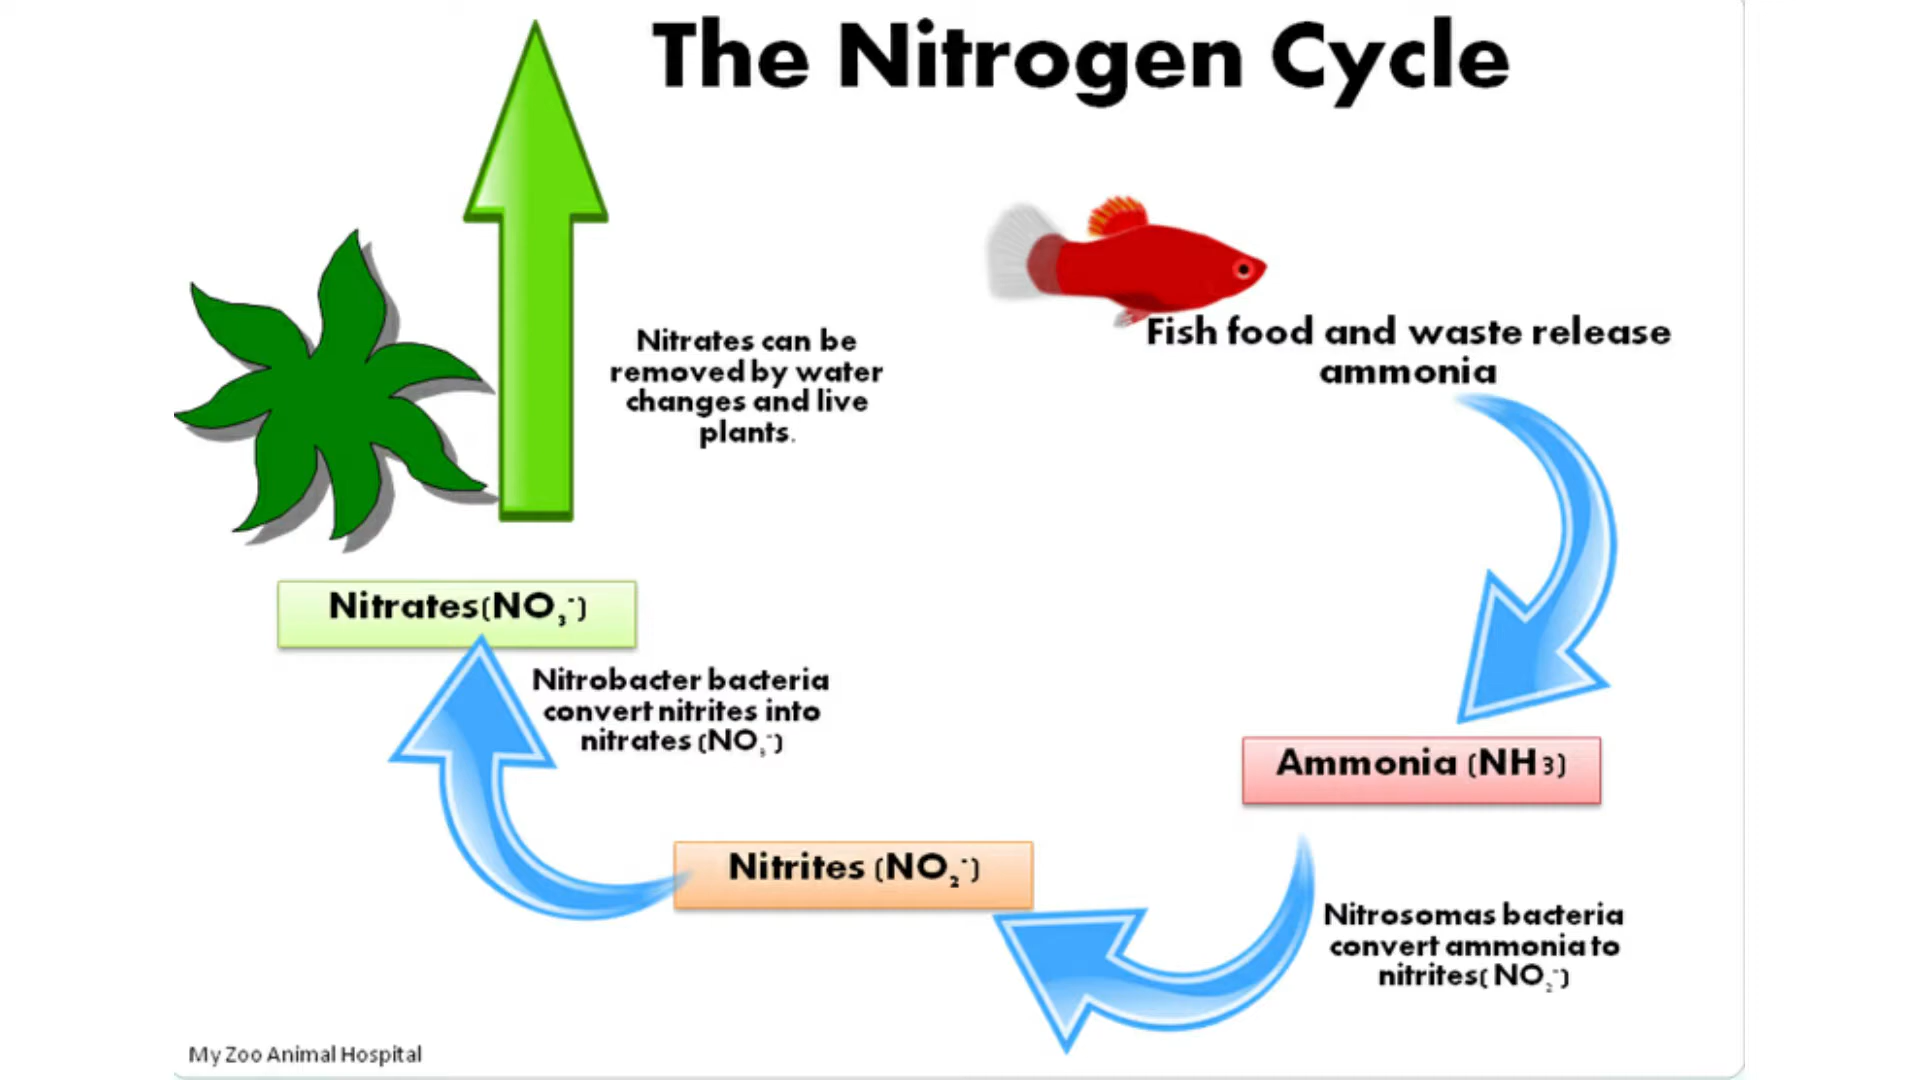 The Nitrogen Cycle
Fish food and waste release
ammonia
Ammonia (NH3)
Nitrosomas bacteria
convert ammonia to
nitrites( NO₂⁻)
Nitrites (NO₂⁻)
Nitrobacter bacteria
convert nitrites into
nitrates (NO₃⁻)
Nitrates(NO₃⁻)
Nitrates can be
removed by water
changes and live
plants.
My Zoo Animal Hospital